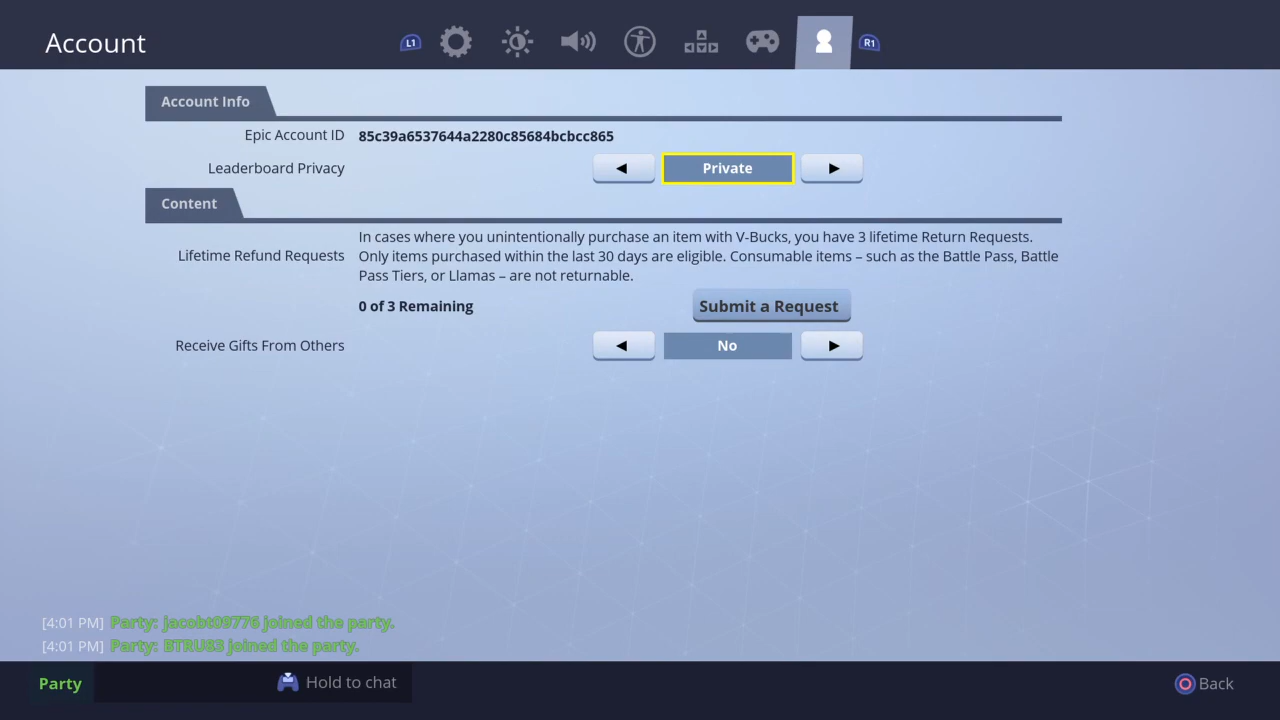 Account
L1
R1
Account Info
Epic Account ID 85c39a6537644a2280c85684bcbcc865
Leaderboard Privacy Private
Content
Lifetime Refund Requests
In cases where you unintentionally purchase an item with V-Bucks, you have 3 lifetime Return Requests.
Only items purchased within the last 30 days are eligible. Consumable items – such as the Battle Pass, Battle
Pass Tiers, or Llamas – are not returnable.
0 of 3 Remaining Submit a Request
Receive Gifts From Others No
[4:01 PM] Party: jacobt09776 joined the party.
[4:01 PM] Party: BTRU83 joined the party.
Party Hold to chat Back